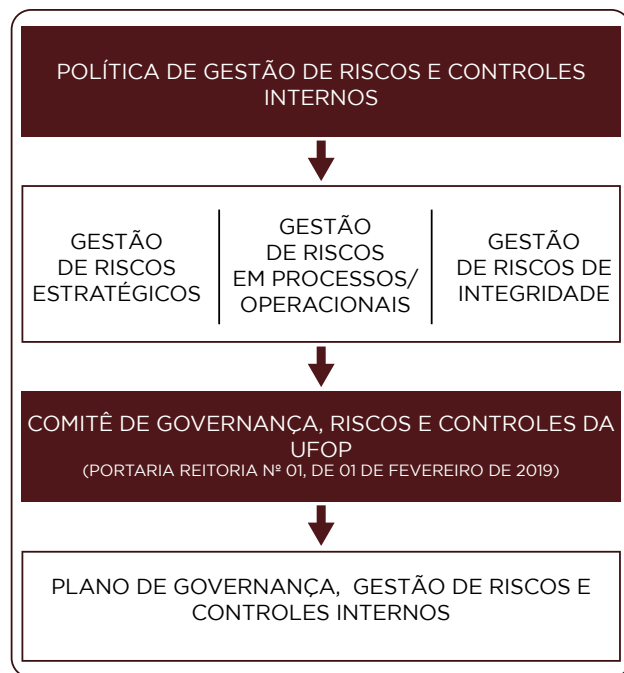 POLÍTICA DE GESTÃO DE RISCOS E CONTROLES
INTERNOS
GESTÃO
DE RISCOS
ESTRATÉGICOS
GESTÃO
DE RISCOS
EM PROCESSOS/
OPERACIONAIS
GESTÃO
DE RISCOS DE
INTEGRIDADE
COMITÊ DE GOVERNANÇA, RISCOS E CONTROLES DA
UFOP
(PORTARIA REITORIA Nº 01, DE 01 DE FEVEREIRO DE 2019)
PLANO DE GOVERNANÇA, GESTÃO DE RISCOS E
CONTROLES INTERNOS